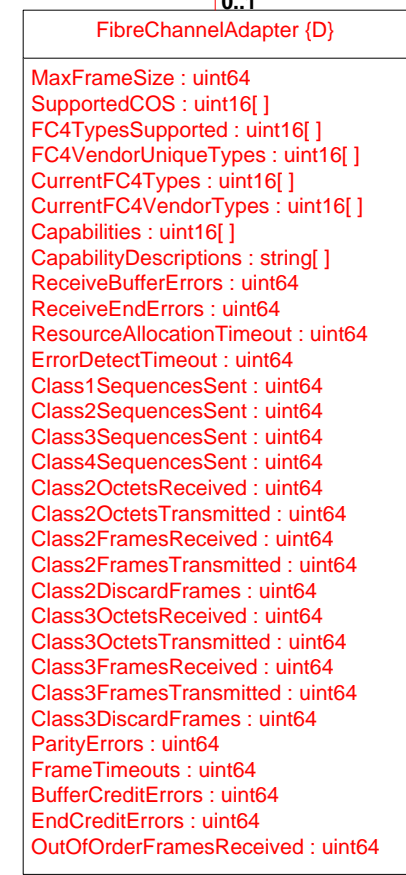 0..1
FibreChannelAdapter {D}
MaxFrameSize : uint64
SupportedCOS : uint16[ ]
FC4TypesSupported : uint16[ ]
FC4VendorUniqueTypes : uint16[ ]
CurrentFC4Types : uint16[ ]
CurrentFC4VendorTypes : uint16[ ]
Capabilities : uint16[ ]
CapabilityDescriptions : string[ ]
ReceiveBufferErrors : uint64
ReceiveEndErrors : uint64
ResourceAllocationTimeout : uint64
ErrorDetectTimeout : uint64
Class1SequencesSent : uint64
Class2SequencesSent : uint64
Class3SequencesSent : uint64
Class4SequencesSent : uint64
Class2OctetsReceived : uint64
Class2OctetsTransmitted : uint64
Class2FramesReceived : uint64
Class2FramesTransmitted : uint64
Class2DiscardFrames : uint64
Class3OctetsReceived : uint64
Class3OctetsTransmitted : uint64
Class3FramesReceived : uint64
Class3FramesTransmitted : uint64
Class3DiscardFrames : uint64
ParityErrors : uint64
FrameTimeouts : uint64
BufferCreditErrors : uint64
EndCreditErrors : uint64
OutOfOrderFramesReceived : uint64